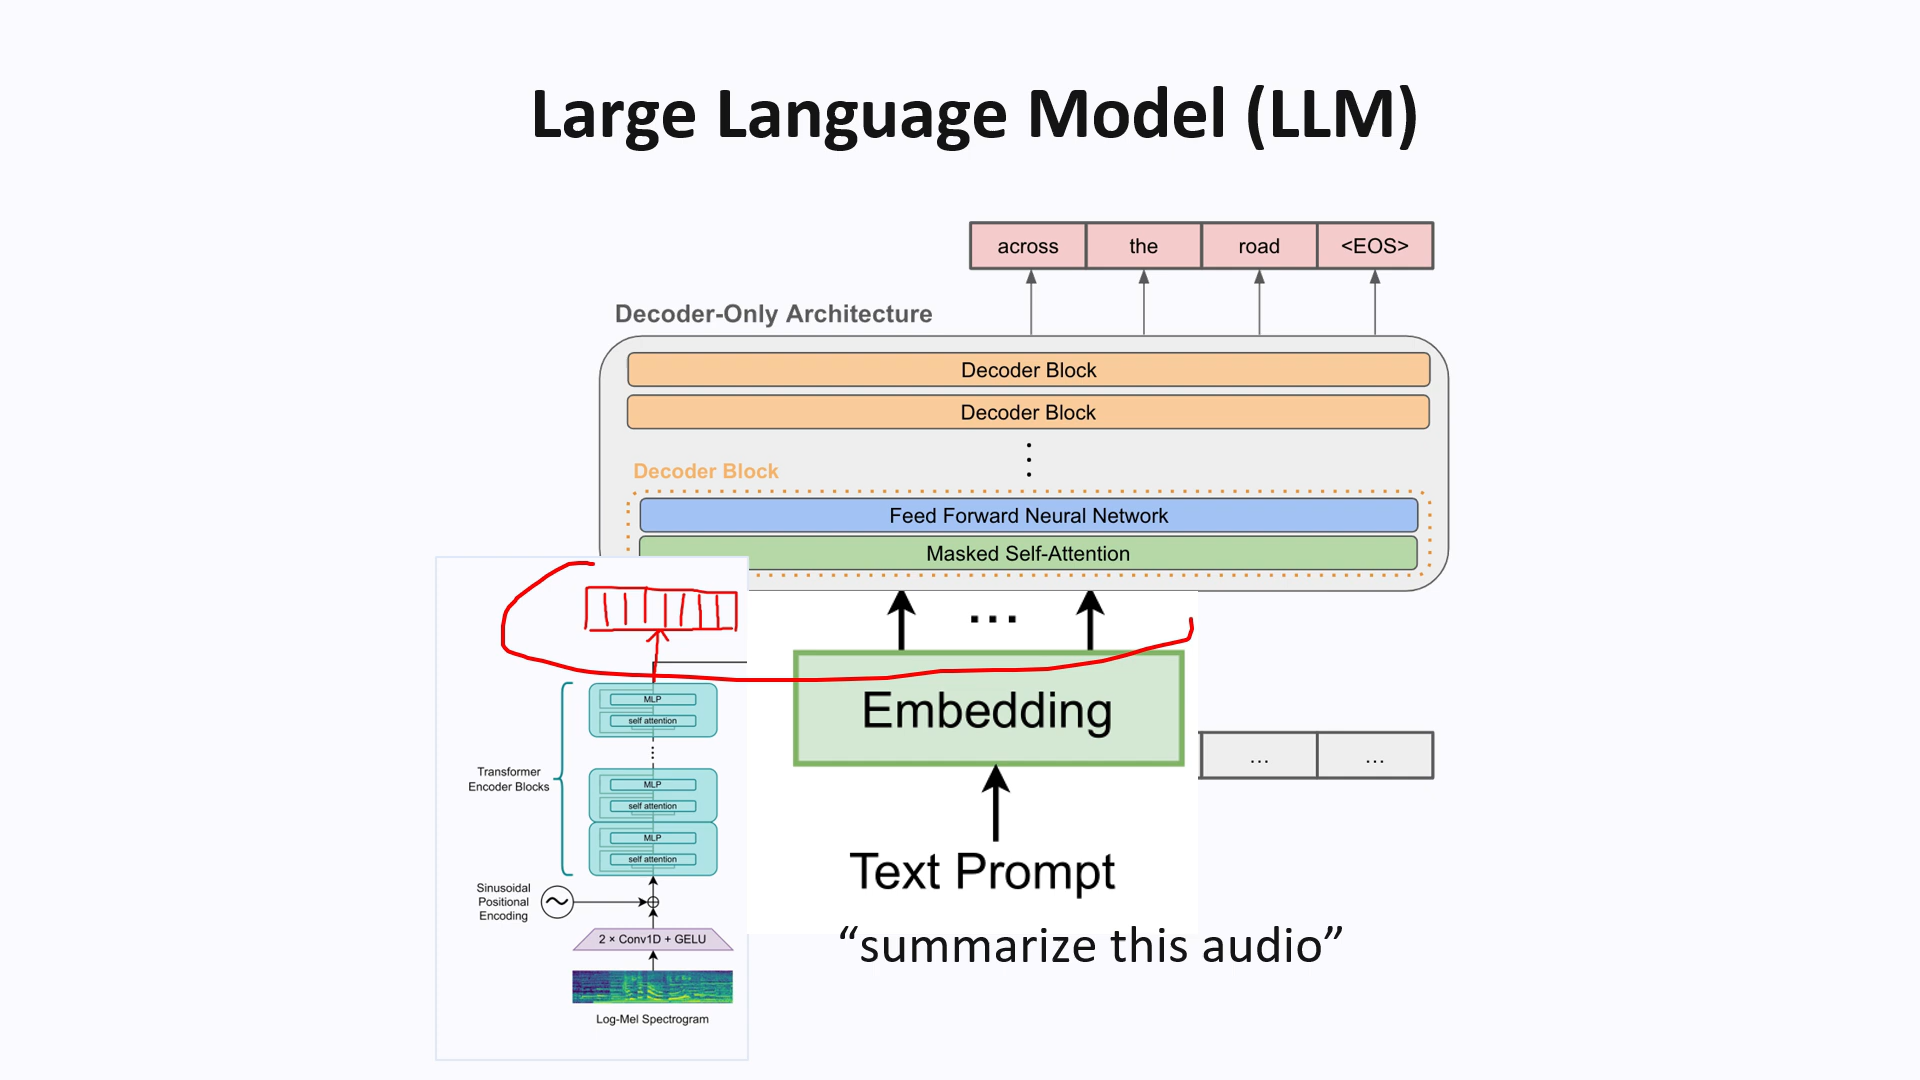 Large Language Model (LLM)
across the road <EOS>
Decoder-Only Architecture
Decoder Block
Decoder Block
Decoder Block
Feed Forward Neural Network
Masked Self-Attention
...
Embedding
... ...
Text Prompt
“summarize this audio”
MLP
self attention
Transformer
Encoder Blocks
MLP
self attention
MLP
self attention
Sinusoidal
Positional
Encoding
2 × Conv1D + GELU
Log-Mel Spectrogram